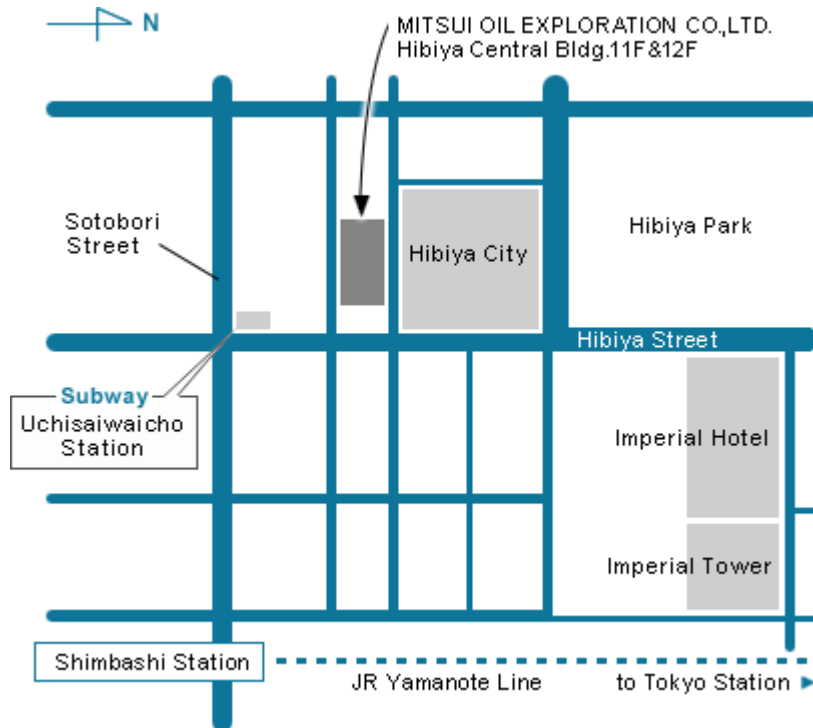 N
MITSUI OIL EXPLORATION CO.,LTD.
Hibiya Central Bldg.11F&12F
Sotobori
Street
Hibiya City
Hibiya Park
Hibiya Street
Subway
Uchisaiwaicho
Station
Imperial Hotel
Imperial Tower
Shimbashi Station
JR Yamanote Line
to Tokyo Station